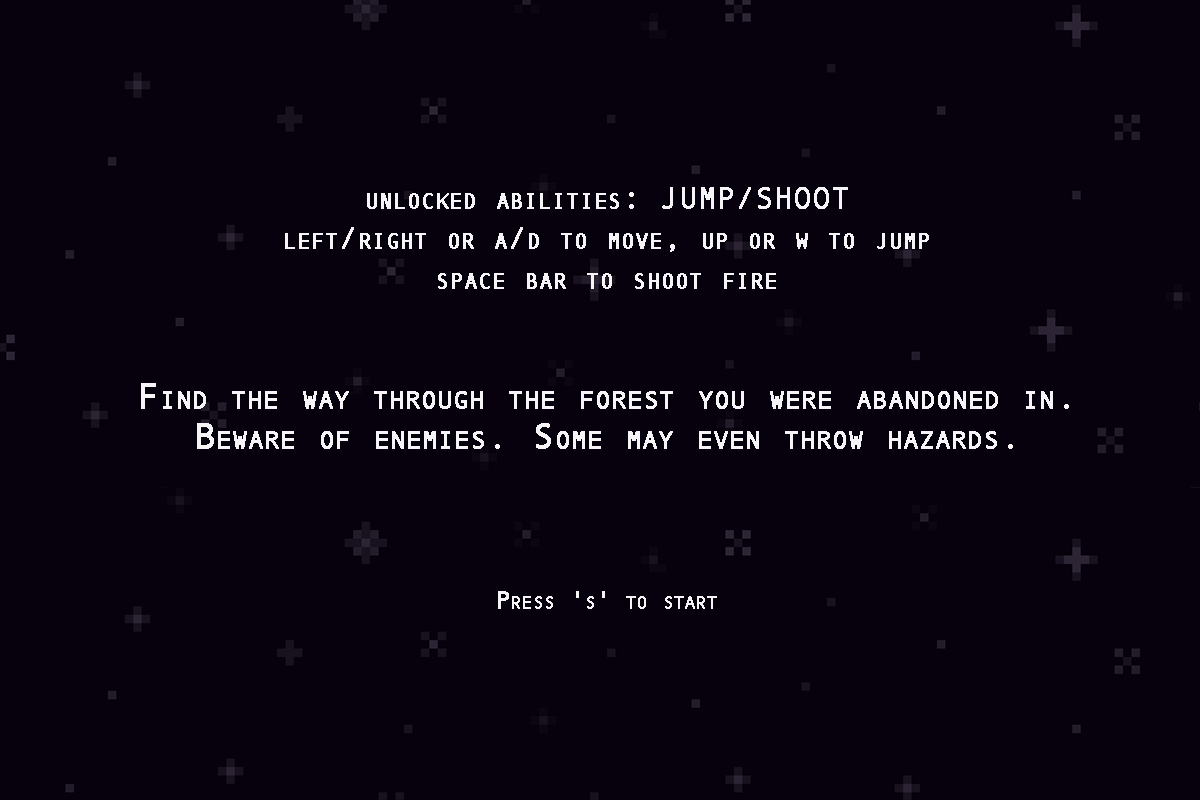 unlocked abilities: JUMP/SHOOT
left/right or a/d to move, up or w to jump
space bar to shoot fire
Find the way through the forest you were abandoned in.
Beware of enemies. Some may even throw hazards.
Press 's' to start